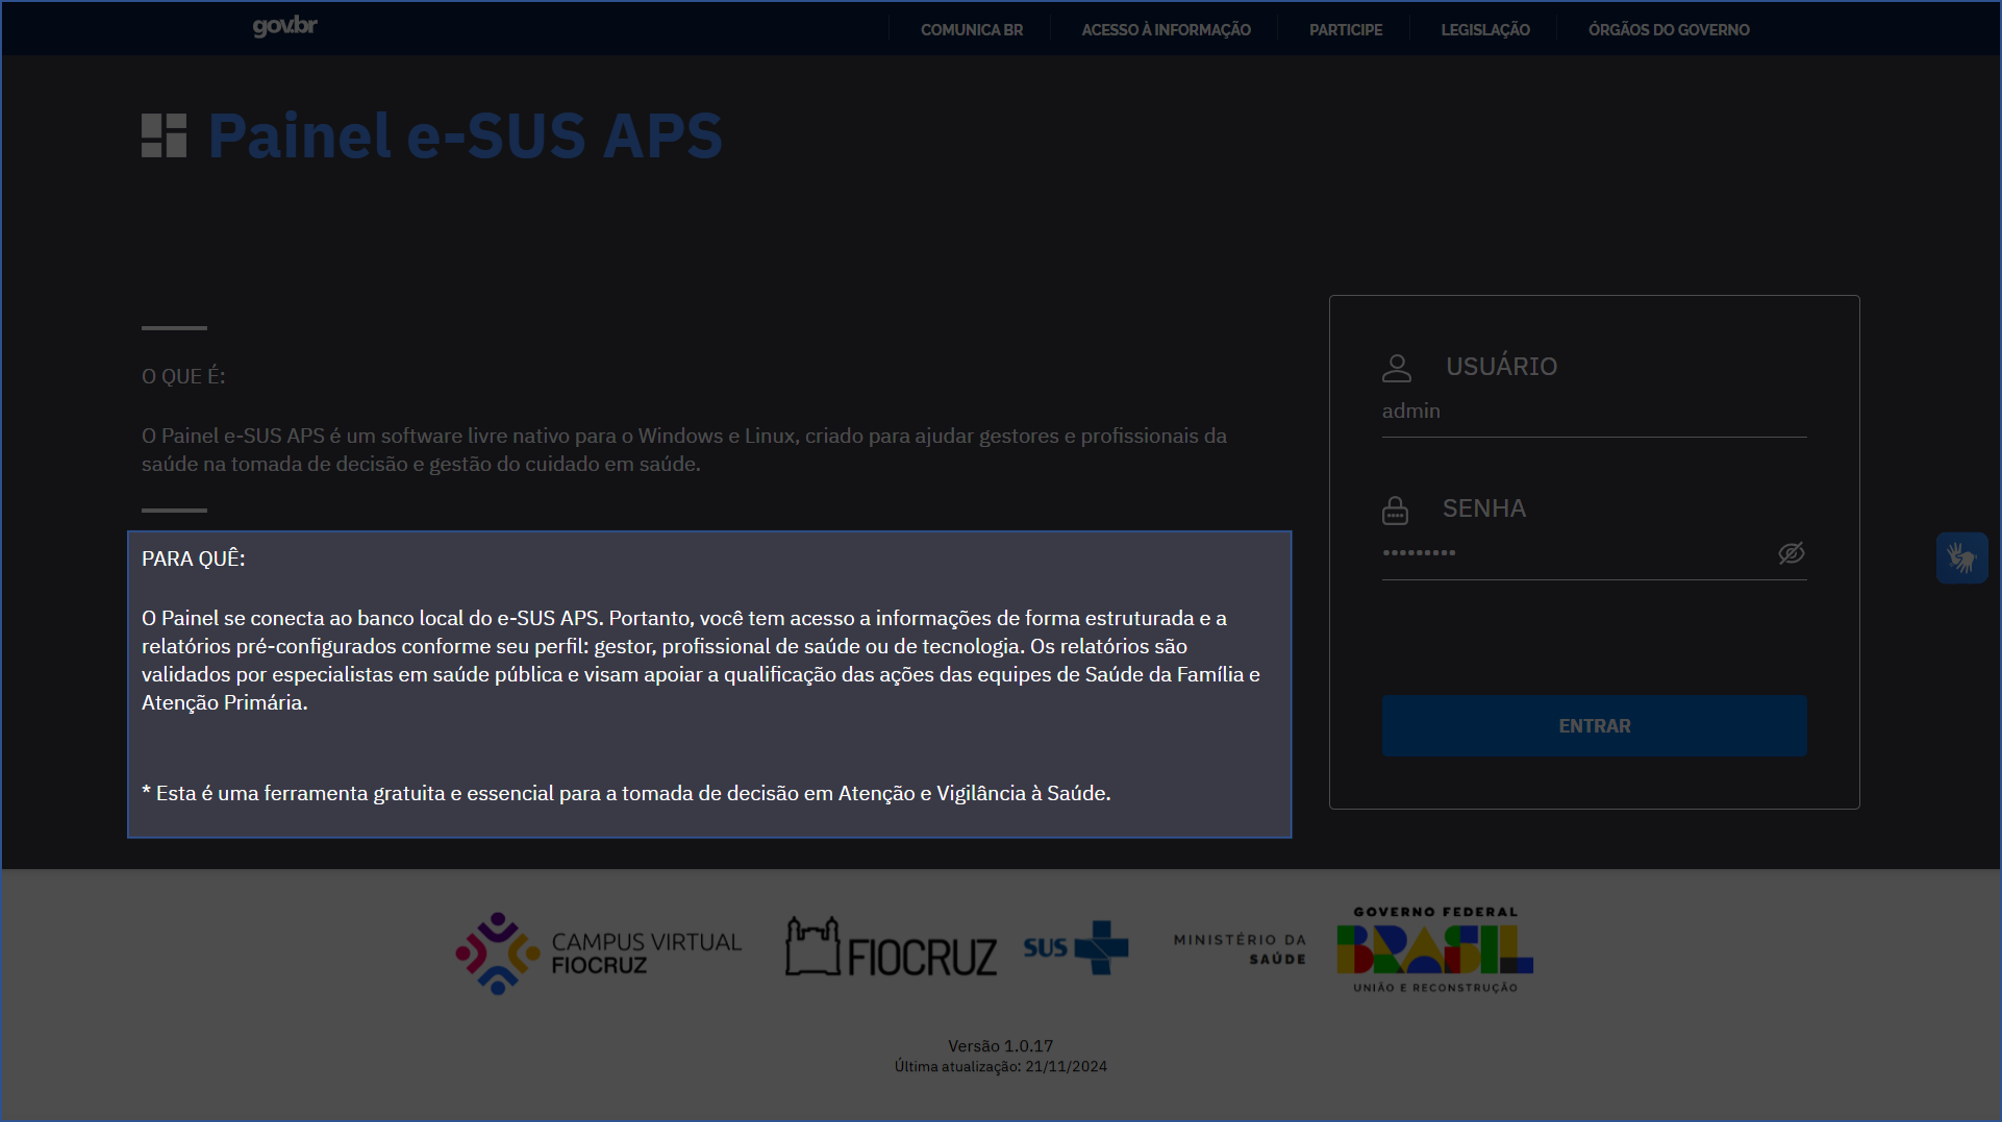 gov.br
COMUNICA BR
ACESSO À INFORMAÇÃO
PARTICIPE
LEGISLAÇÃO
ÓRGÃOS DO GOVERNO
Painel e-SUS APS
O QUE É:
O Painel e-SUS APS é um software livre nativo para o Windows e Linux, criado para ajudar gestores e profissionais da
saúde na tomada de decisão e gestão do cuidado em saúde.
PARA QUÊ:
O Painel se conecta ao banco local do e-SUS APS. Portanto, você tem acesso a informações de forma estruturada e a
relatórios pré-configurados conforme seu perfil: gestor, profissional de saúde ou de tecnologia. Os relatórios são
validados por especialistas em saúde pública e visam apoiar a qualificação das ações das equipes de Saúde da Família e
Atenção Primária.
* Esta é uma ferramenta gratuita e essencial para a tomada de decisão em Atenção e Vigilância à Saúde.
USUÁRIO
admin
SENHA
•••••••••
ENTRAR
CAMPUS VIRTUAL
FIOCRUZ
FIOCRUZ
SUS
MINISTÉRIO DA
SAÚDE
GOVERNO FEDERAL
BRASIL
UNIÃO E RECONSTRUÇÃO
Versão 1.0.17
Última atualização: 21/11/2024